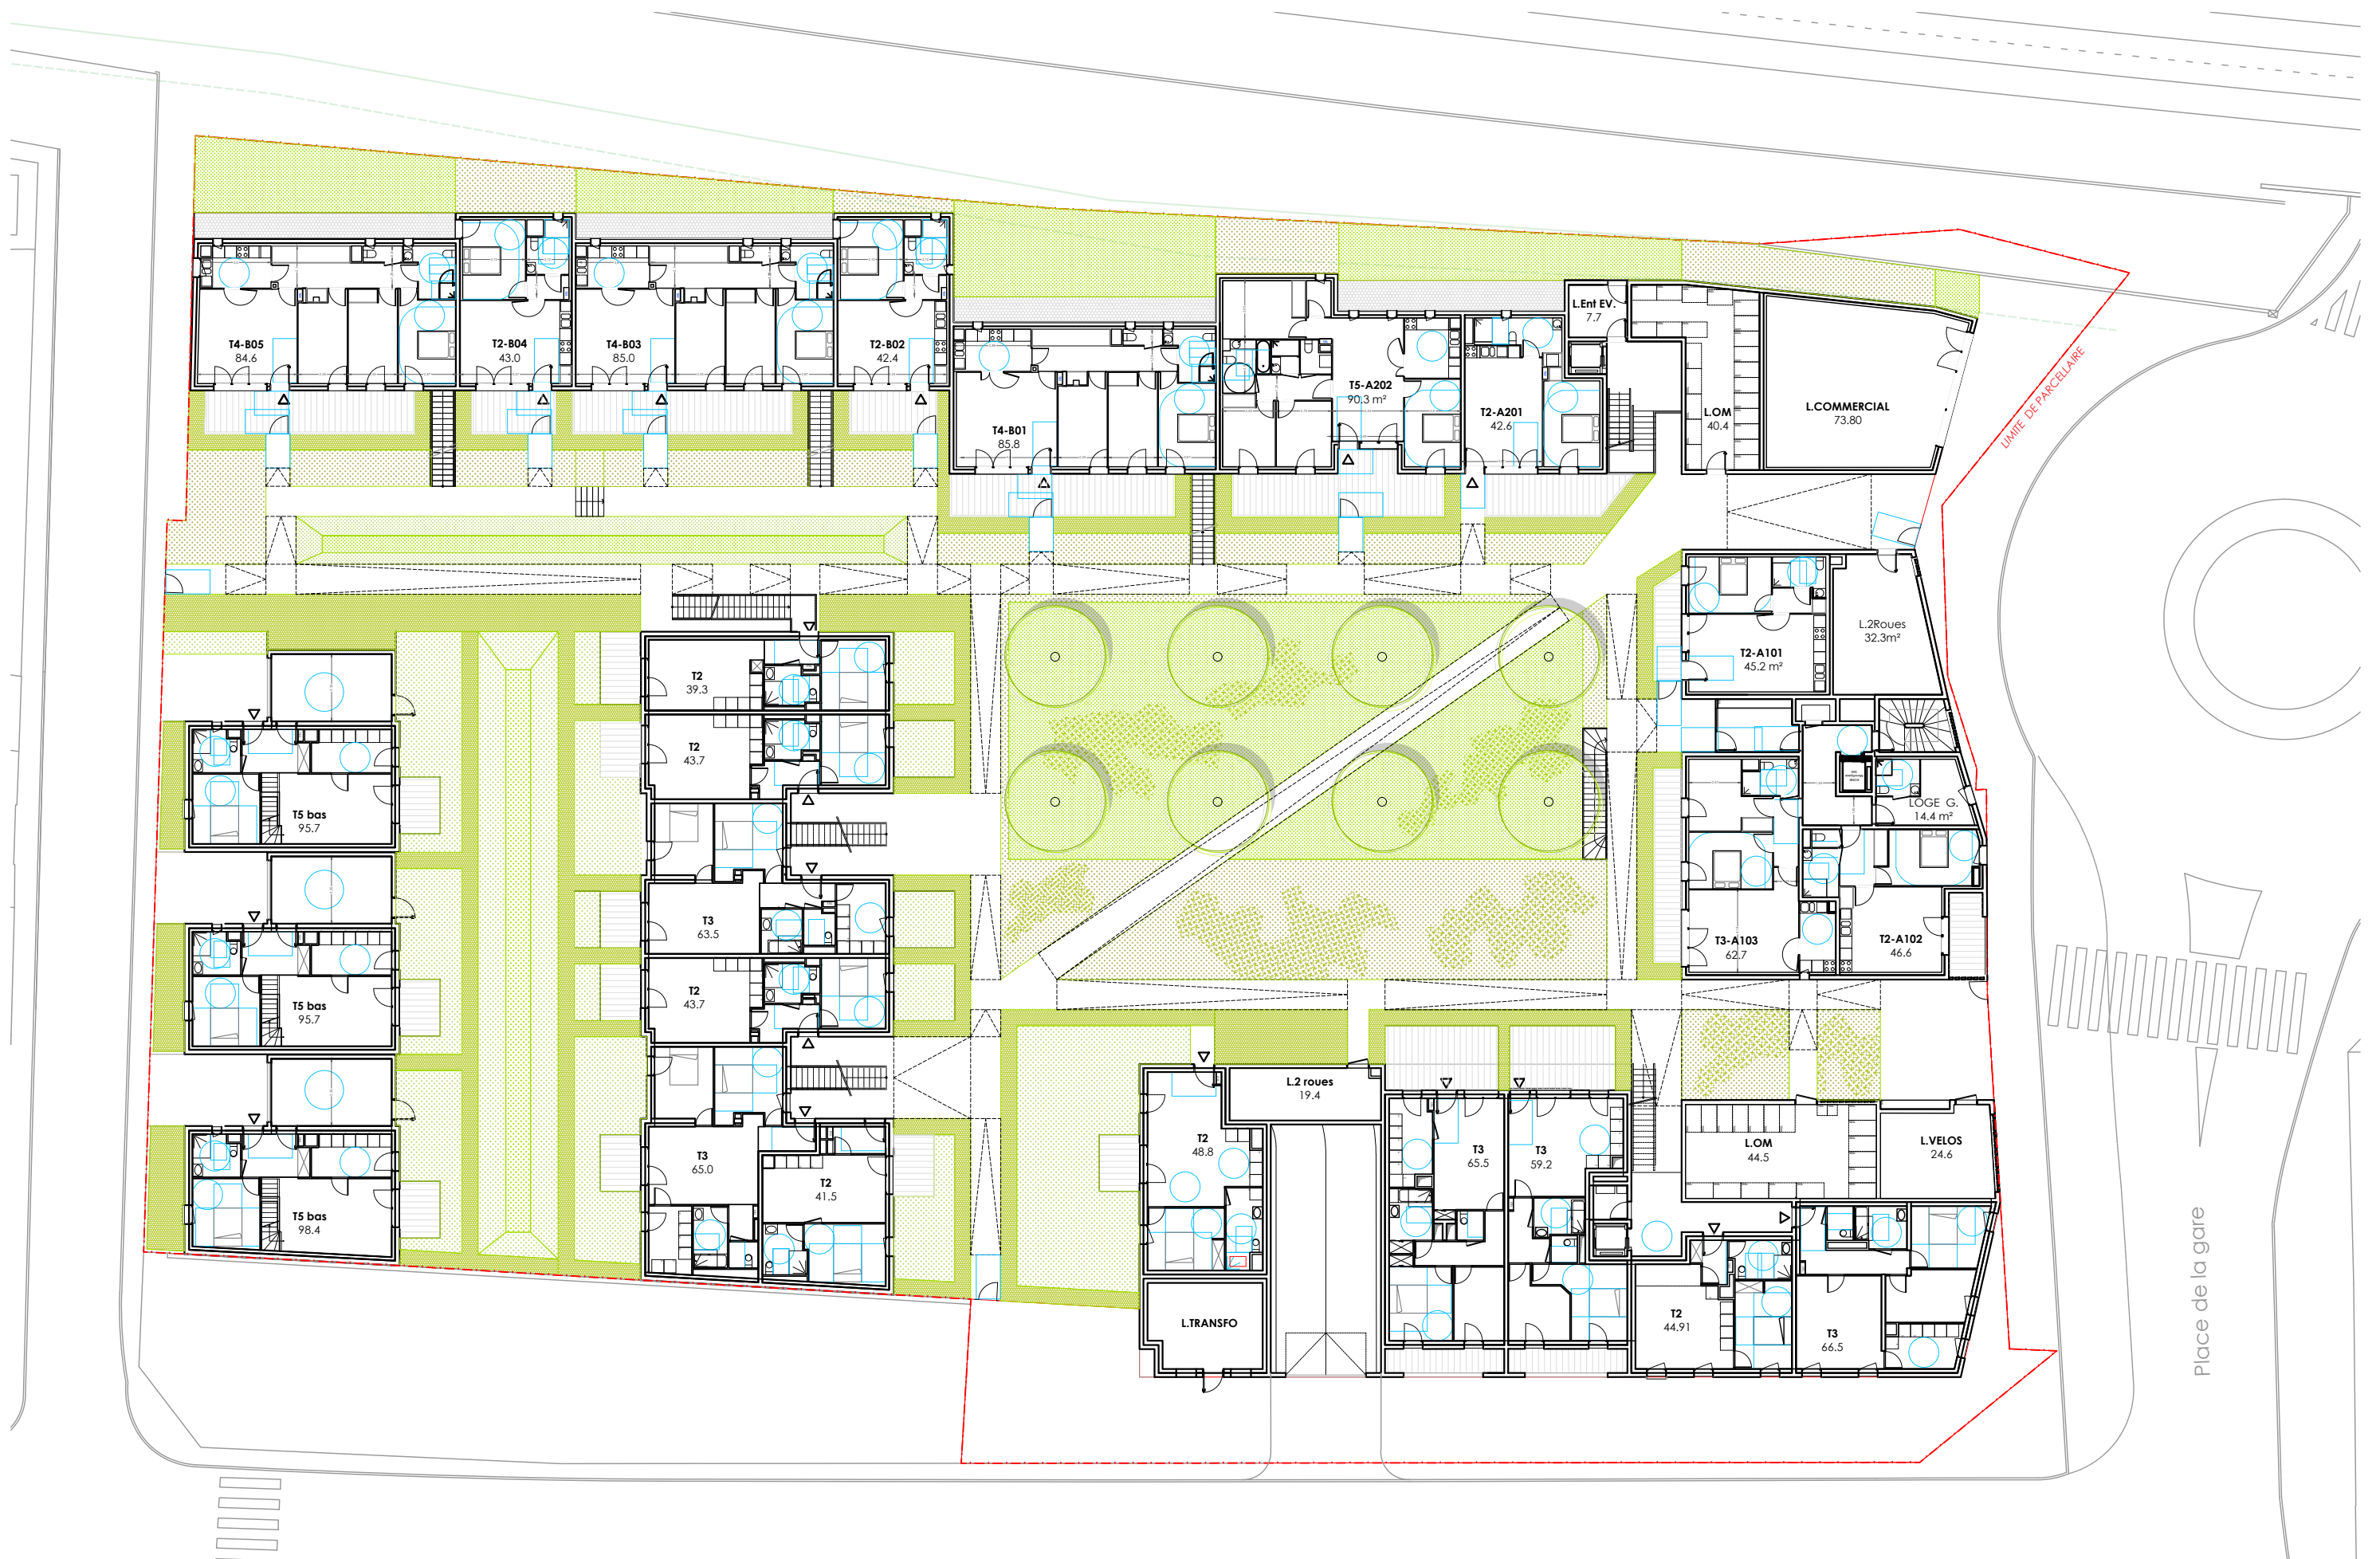 L.Ent EV.
7.7
T4-B05
84.6
T2-B04
43.0
T4-B03
85.0
T2-B02
42.4
T4-B01
85.8
T5-A202
90.3 m²
T2-A201
42.6
L.OM
40.4
L.COMMERCIAL
73.80
LIMITE DE PARCELLAIRE
T2-A101
45.2 m²
L.2Roues
32.3m²
LOGE G.
14.4 m²
T3-A103
62.7
T2-A102
46.6
T2
39.3
T2
43.7
T3
63.5
T2
43.7
T3
65.0
T2
41.5
T5 bas
95.7
T5 bas
95.7
T5 bas
98.4
L.2 roues
19.4
T2
48.8
L.TRANSFO
T3
65.5
T3
59.2
L.OM
44.5
L.VELOS
24.6
T2
44.91
T3
66.5
Place de la gare